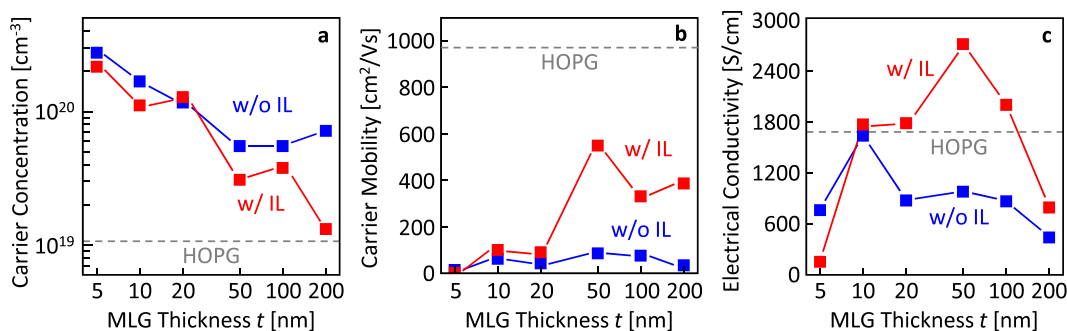 Carrier Concentration [cm⁻³]
10²⁰
10¹⁹
a
w/o IL
w/ IL
HOPG
5 10 20 50 100 200
MLG Thickness t [nm]
Carrier Mobility [cm²/Vs]
1000
800
600
400
200
0
b
HOPG
w/ IL
w/o IL
5 10 20 50 100 200
MLG Thickness t [nm]
Electrical Conductivity [S/cm]
3000
2400
1800
1200
600
0
c
w/ IL
HOPG
w/o IL
5 10 20 50 100 200
MLG Thickness t [nm]